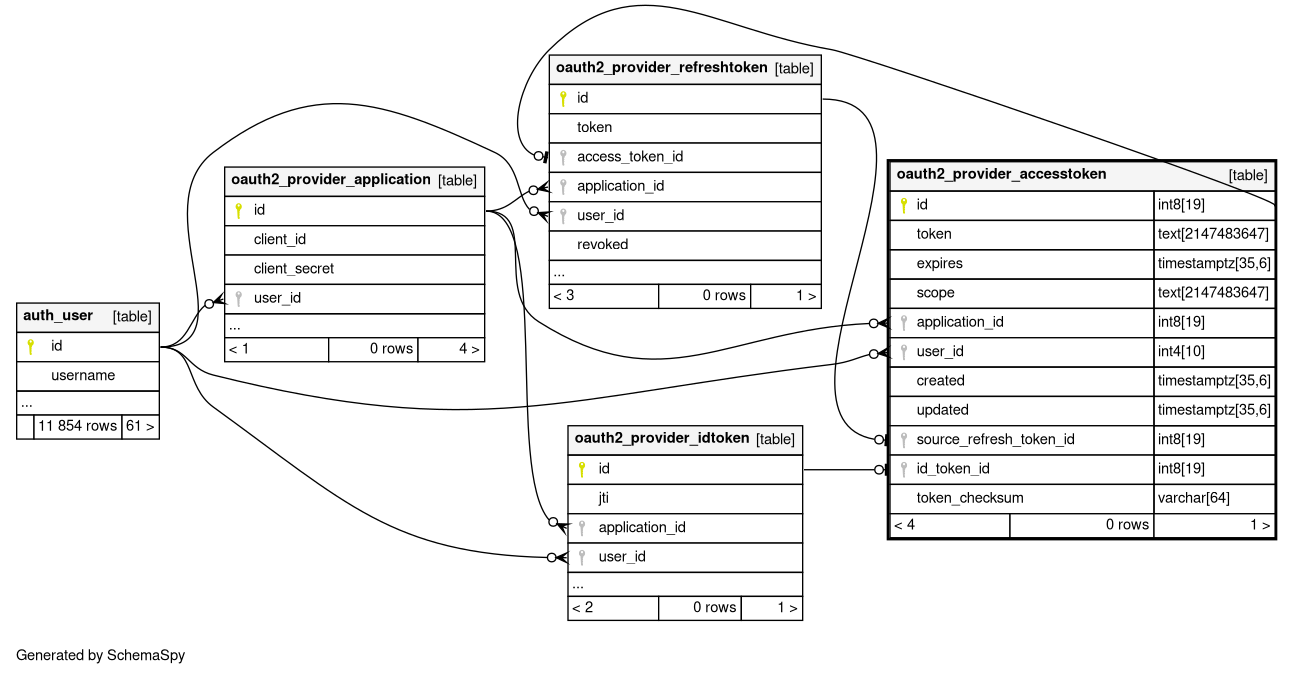 oauth2_provider_refreshtoken [table]
id
token
access_token_id
application_id
user_id
revoked
...
< 3 0 rows 1 >
oauth2_provider_application [table]
id
client_id
client_secret
user_id
...
< 1 0 rows 4 >
oauth2_provider_accesstoken [table]
id int8[19]
token text[2147483647]
expires timestamptz[35,6]
scope text[2147483647]
application_id int8[19]
user_id int4[10]
created timestamptz[35,6]
updated timestamptz[35,6]
source_refresh_token_id int8[19]
id_token_id int8[19]
token_checksum varchar[64]
< 4 0 rows 1 >
auth_user [table]
id
username
...
11 854 rows 61 >
oauth2_provider_idtoken [table]
id
jti
application_id
user_id
...
< 2 0 rows 1 >
Generated by SchemaSpy